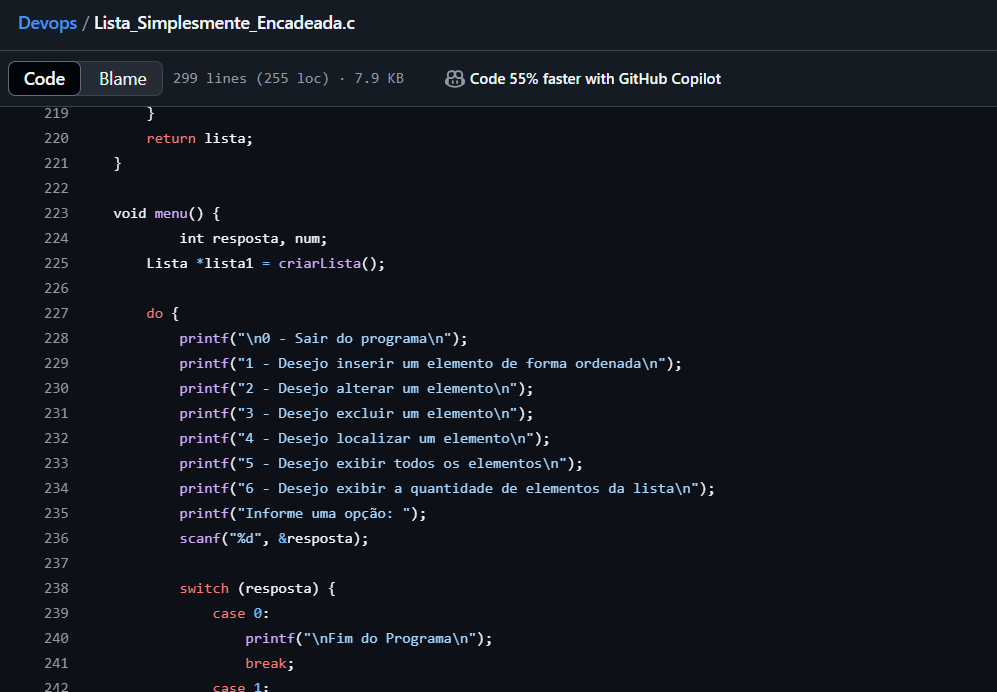 Devops / Lista_Simplesmente_Encadeada.c
Code Blame 299 lines (255 loc) · 7.9 KB Code 55% faster with GitHub Copilot
219 }
220 return lista;
221 }
222
223 void menu() {
224 int resposta, num;
225 Lista *lista1 = criarLista();
226
227 do {
228 printf("\n0 - Sair do programa\n");
229 printf("1 - Desejo inserir um elemento de forma ordenada\n");
230 printf("2 - Desejo alterar um elemento\n");
231 printf("3 - Desejo excluir um elemento\n");
232 printf("4 - Desejo localizar um elemento\n");
233 printf("5 - Desejo exibir todos os elementos\n");
234 printf("6 - Desejo exibir a quantidade de elementos da lista\n");
235 printf("Informe uma opção: ");
236 scanf("%d", &resposta);
237
238 switch (resposta) {
239 case 0:
240 printf("\nFim do Programa\n");
241 break;
242 case 1: